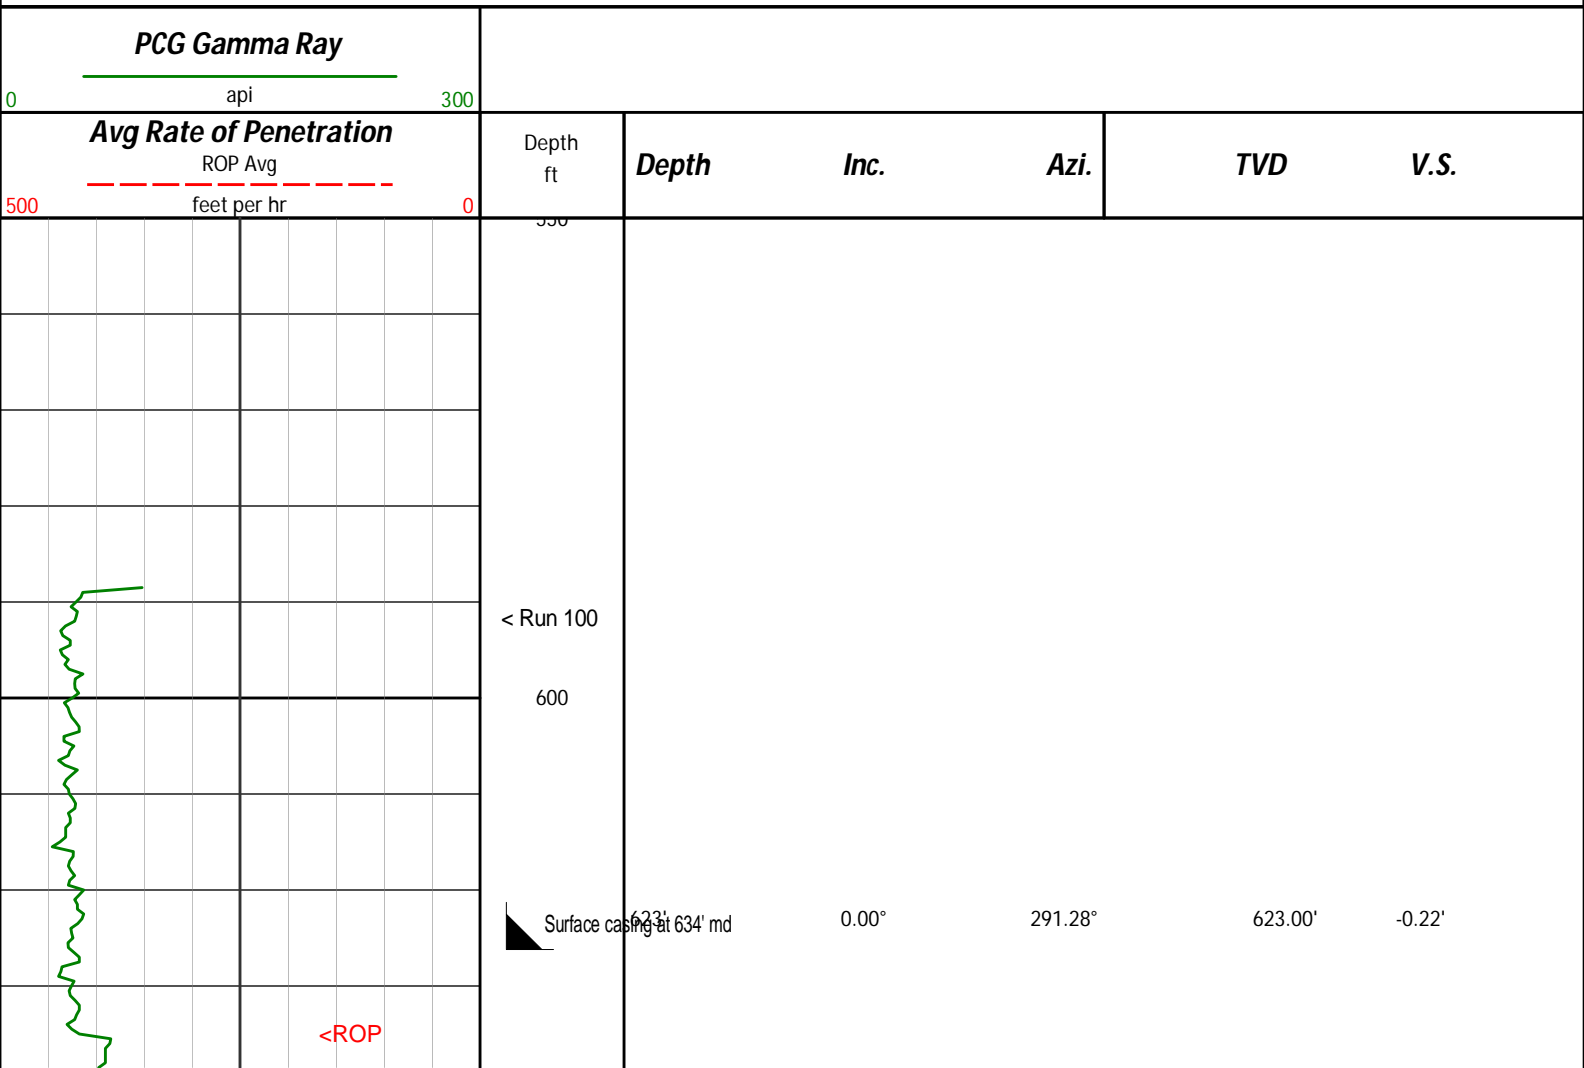 PCG Gamma Ray
0 api 300
Avg Rate of Penetration
ROP Avg
500 feet per hr 0
Depth
ft
Depth Inc. Azi. TVD V.S.
550
< Run 100
600
623' 0.00° 291.28° 623.00' -0.22'
Surface casing at 634' md
<ROP